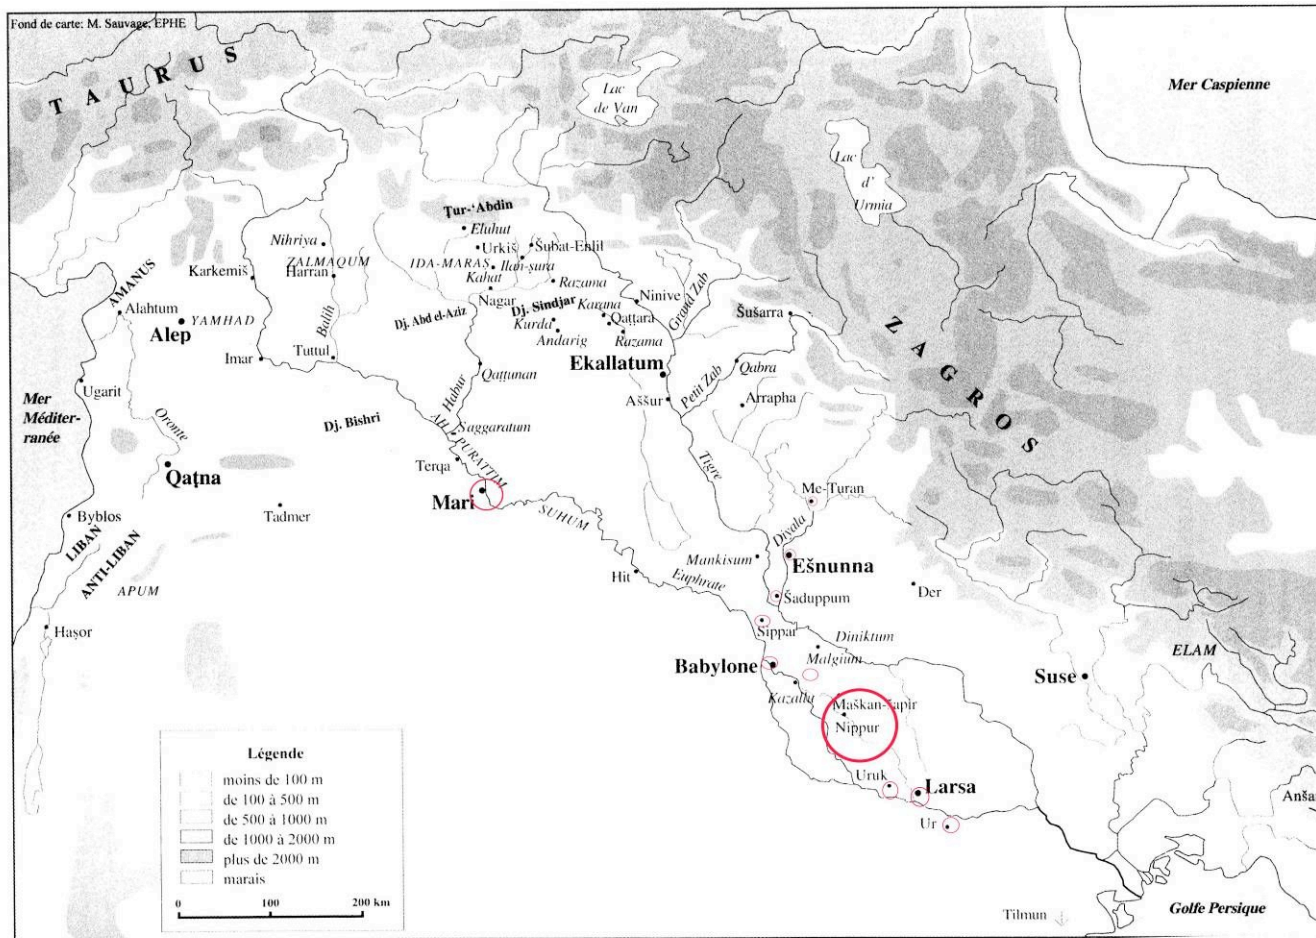 Fond de carte: M. Sauvage, EPHE
TAURUS
Lac
de Van
Mer Caspienne
Lac
d'
Urmia
Tur-'Abdin
Eluhut
Nihriya
ZALMAQUM
Urkiš
Šubat-Enlil
IDA-MARAS
Ilan-ṣura
Karkemiš
Harran
Kahat
Razama
AMANUS
Nagar
Ninive
Grand Zab
Alahtum
Dj. Sindjar
Karana
Šušarra
ZAGROS
Alep
YAMHAD
Balih
Dj. Abd el-Aziz
Kurda
Qaṭṭara
Andarig
Razama
Imar
Tuttul
Ekallatum
Qabra
Qaṭṭunan
Petit Zab
Ugarit
Habur
Aššur
Arrapha
Mer
Méditer-
ranée
Oronte
Dj. Bishri
Saggaratum
AH PURATTIM
Terqa
Tigre
Qaṭna
Mari
Me-Turan
Tadmer
SUHUM
Byblos
Diyala
LIBAN
ANTI-LIBAN
Mankisum
Ešnunna
APUM
Hit
Euphrate
Šaduppum
Der
Haṣor
Sippar
Diniktum
Babylone
Malgium
ELAM
Suse
Kazallu
Maškan-šapir
Nippur
Légende
moins de 100 m
de 100 à 500 m
de 500 à 1000 m
de 1000 à 2000 m
plus de 2000 m
marais
Uruk
Larsa
Anša
Ur
0 100 200 km
Tilmun
Golfe Persique